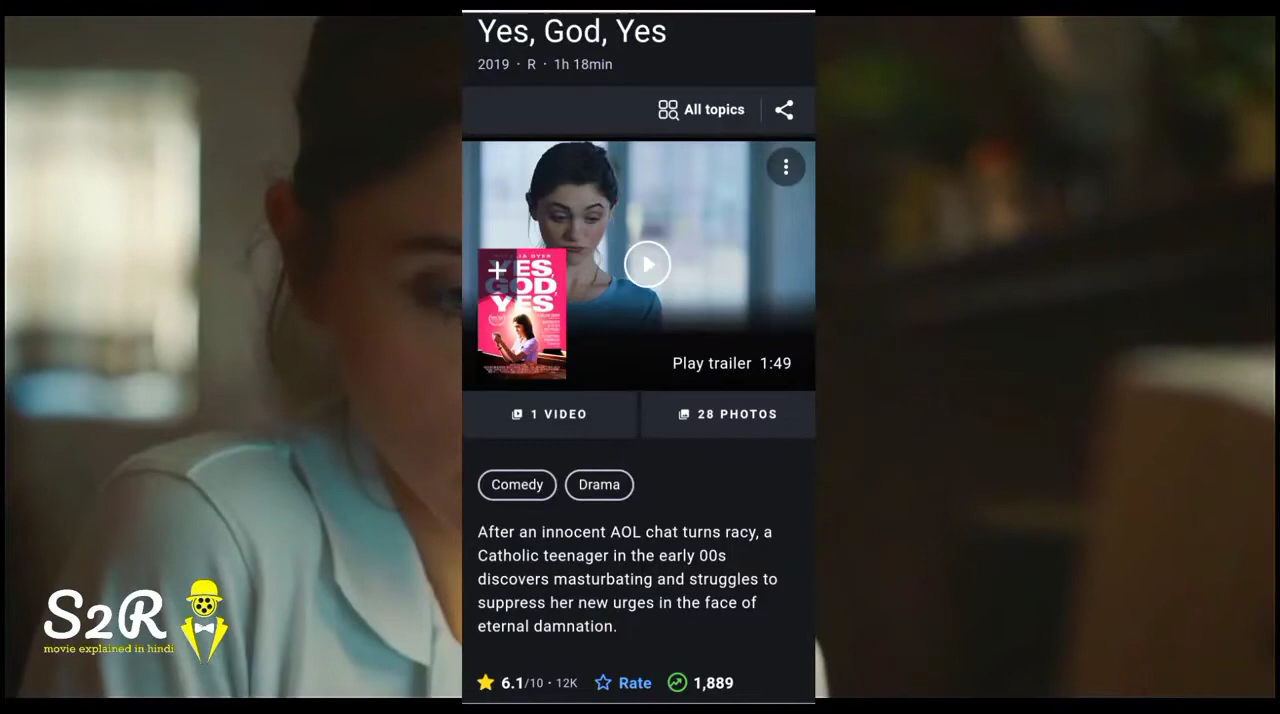 Yes, God, Yes
2019 · R · 1h 18min
All topics
YES,
GOD,
YES
Play trailer 1:49
1 VIDEO
28 PHOTOS
Comedy
Drama
After an innocent AOL chat turns racy, a
Catholic teenager in the early 00s
discovers masturbating and struggles to
suppress her new urges in the face of
eternal damnation.
6.1/10 · 12K
Rate
1,889
S2R
movie explained in hindi